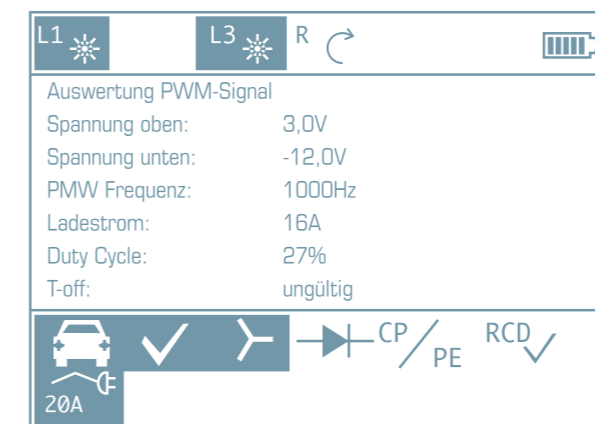 L1 L3 R
Auswertung PWM-Signal
Spannung oben: 3,0V
Spannung unten: -12,0V
PMW Frequenz: 1000Hz
Ladestrom: 16A
Duty Cycle: 27%
T-off: ungültig
CP/PE RCD
20A